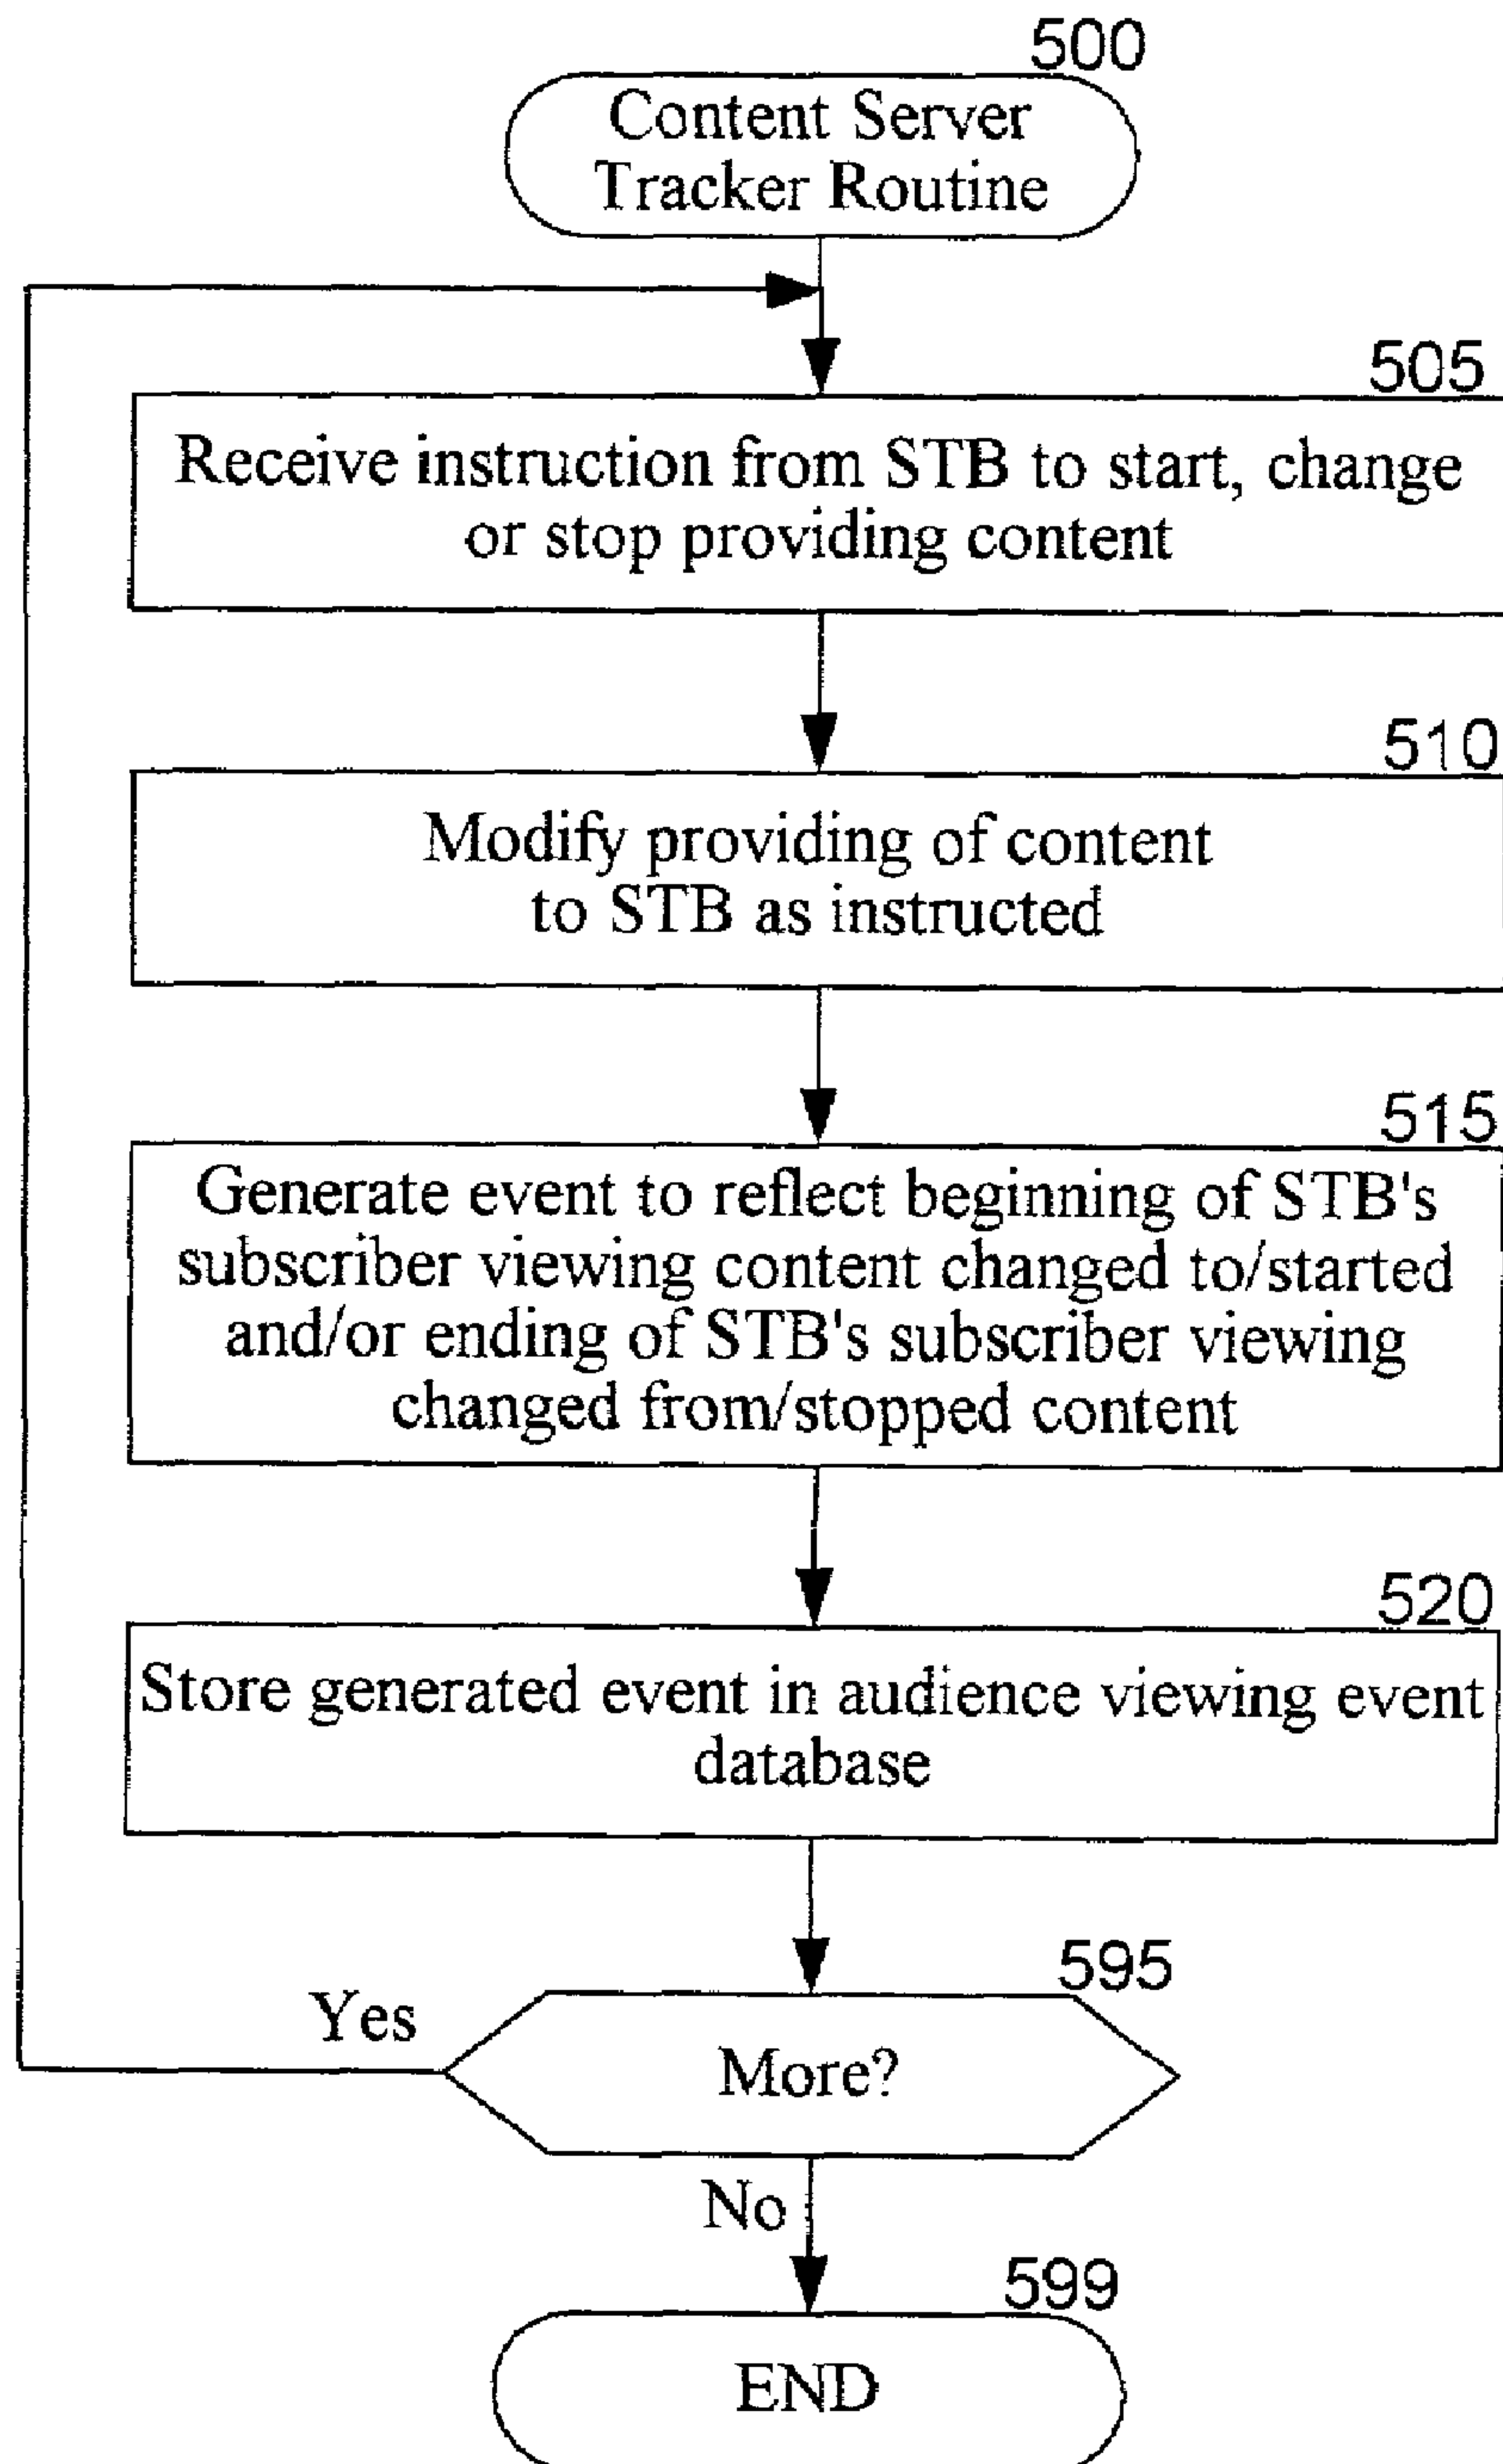 500
Content Server
Tracker Routine
505
Receive instruction from STB to start, change
or stop providing content
510
Modify providing of content
to STB as instructed
515
Generate event to reflect beginning of STB's
subscriber viewing content changed to/started
and/or ending of STB's subscriber viewing
changed from/stopped content
520
Store generated event in audience viewing event
database
595
Yes
More?
No
599
END